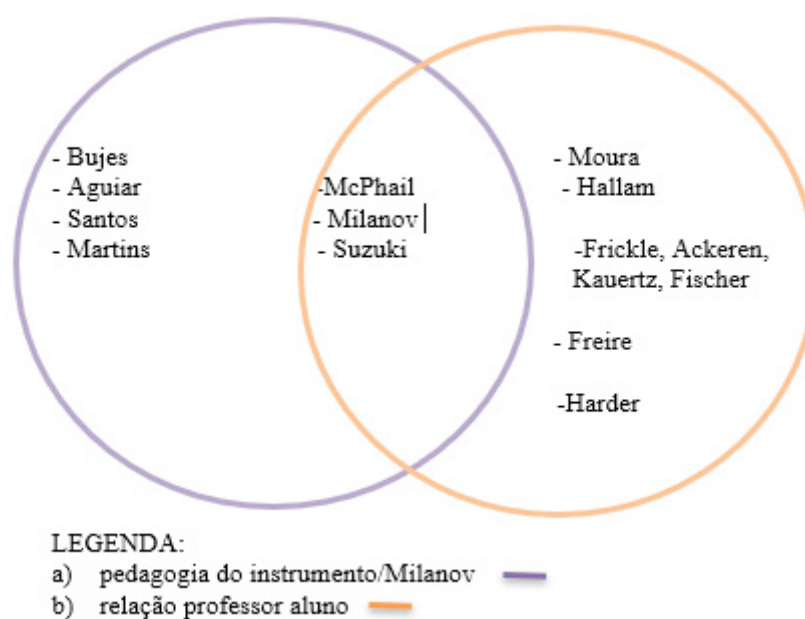 - Bujes
- Aguiar
- Santos
- Martins
-McPhail
- Milanov|
- Suzuki
- Moura
- Hallam
-Frickle, Ackeren,
Kauertz, Fischer
- Freire
-Harder
LEGENDA:
a) pedagogia do instrumento/Milanov
b) relação professor aluno